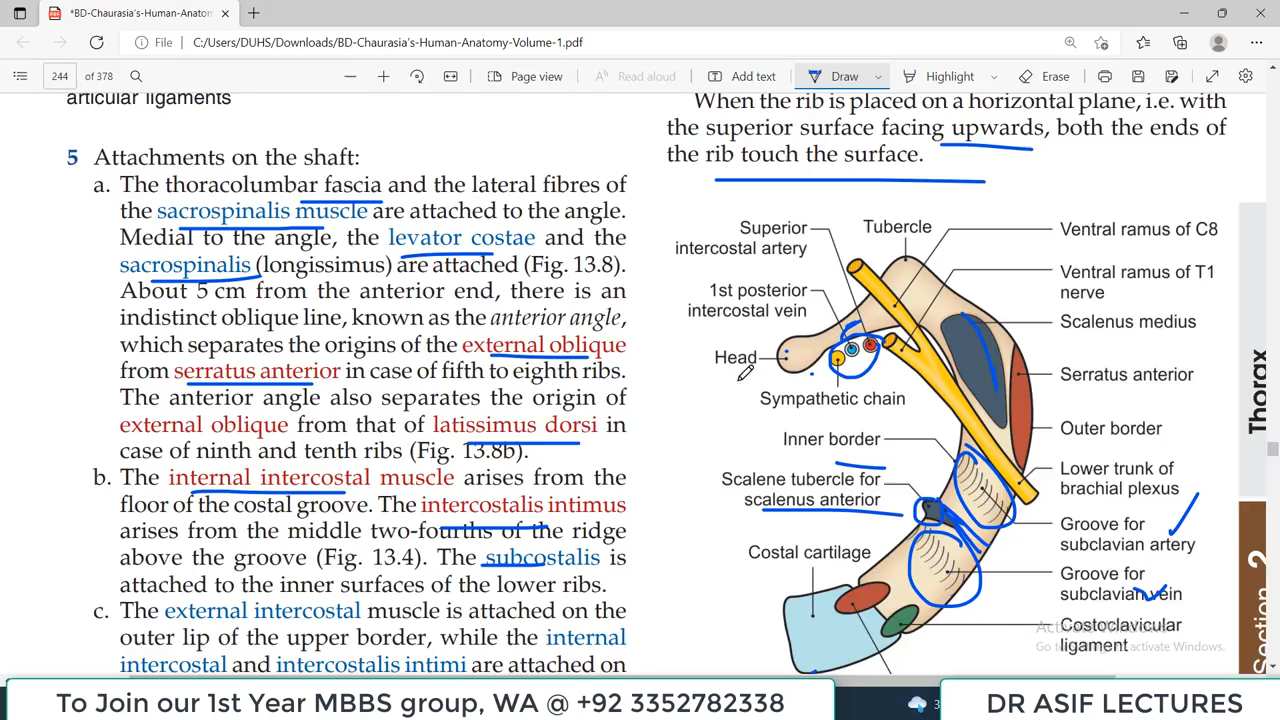 *BD-Chaurasia's-Human-Anatom
File
C:/Users/DUHS/Downloads/BD-Chaurasia's-Human-Anatomy-Volume-1.pdf
244 of 378
Page view
Read aloud
Add text
Draw
Highlight
Erase
articular ligaments
5 Attachments on the shaft:
a. The thoracolumbar fascia and the lateral fibres of
the sacrospinalis muscle are attached to the angle.
Medial to the angle, the levator costae and the
sacrospinalis (longissimus) are attached (Fig. 13.8).
About 5 cm from the anterior end, there is an
indistinct oblique line, known as the anterior angle,
which separates the origins of the external oblique
from serratus anterior in case of fifth to eighth ribs.
The anterior angle also separates the origin of
external oblique from that of latissimus dorsi in
case of ninth and tenth ribs (Fig. 13.8b).
b. The internal intercostal muscle arises from the
floor of the costal groove. The intercostalis intimus
arises from the middle two-fourths of the ridge
above the groove (Fig. 13.4). The subcostalis is
attached to the inner surfaces of the lower ribs.
c. The external intercostal muscle is attached on the
outer lip of the upper border, while the internal
intercostal and intercostalis intimi are attached on
When the rib is placed on a horizontal plane, i.e. with
the superior surface facing upwards, both the ends of
the rib touch the surface.
Superior
intercostal artery
Tubercle
Ventral ramus of C8
1st posterior
intercostal vein
Ventral ramus of T1
nerve
Scalenus medius
Head
Serratus anterior
Sympathetic chain
Inner border
Outer border
Scalene tubercle for
scalenus anterior
Lower trunk of
brachial plexus
Groove for
subclavian artery
Costal cartilage
Groove for
subclavian vein
Costoclavicular
ligament
Thorax
Section 2
Activate Windows
To Join our 1st Year MBBS group, WA @ +92 3352782338
DR ASIF LECTURES